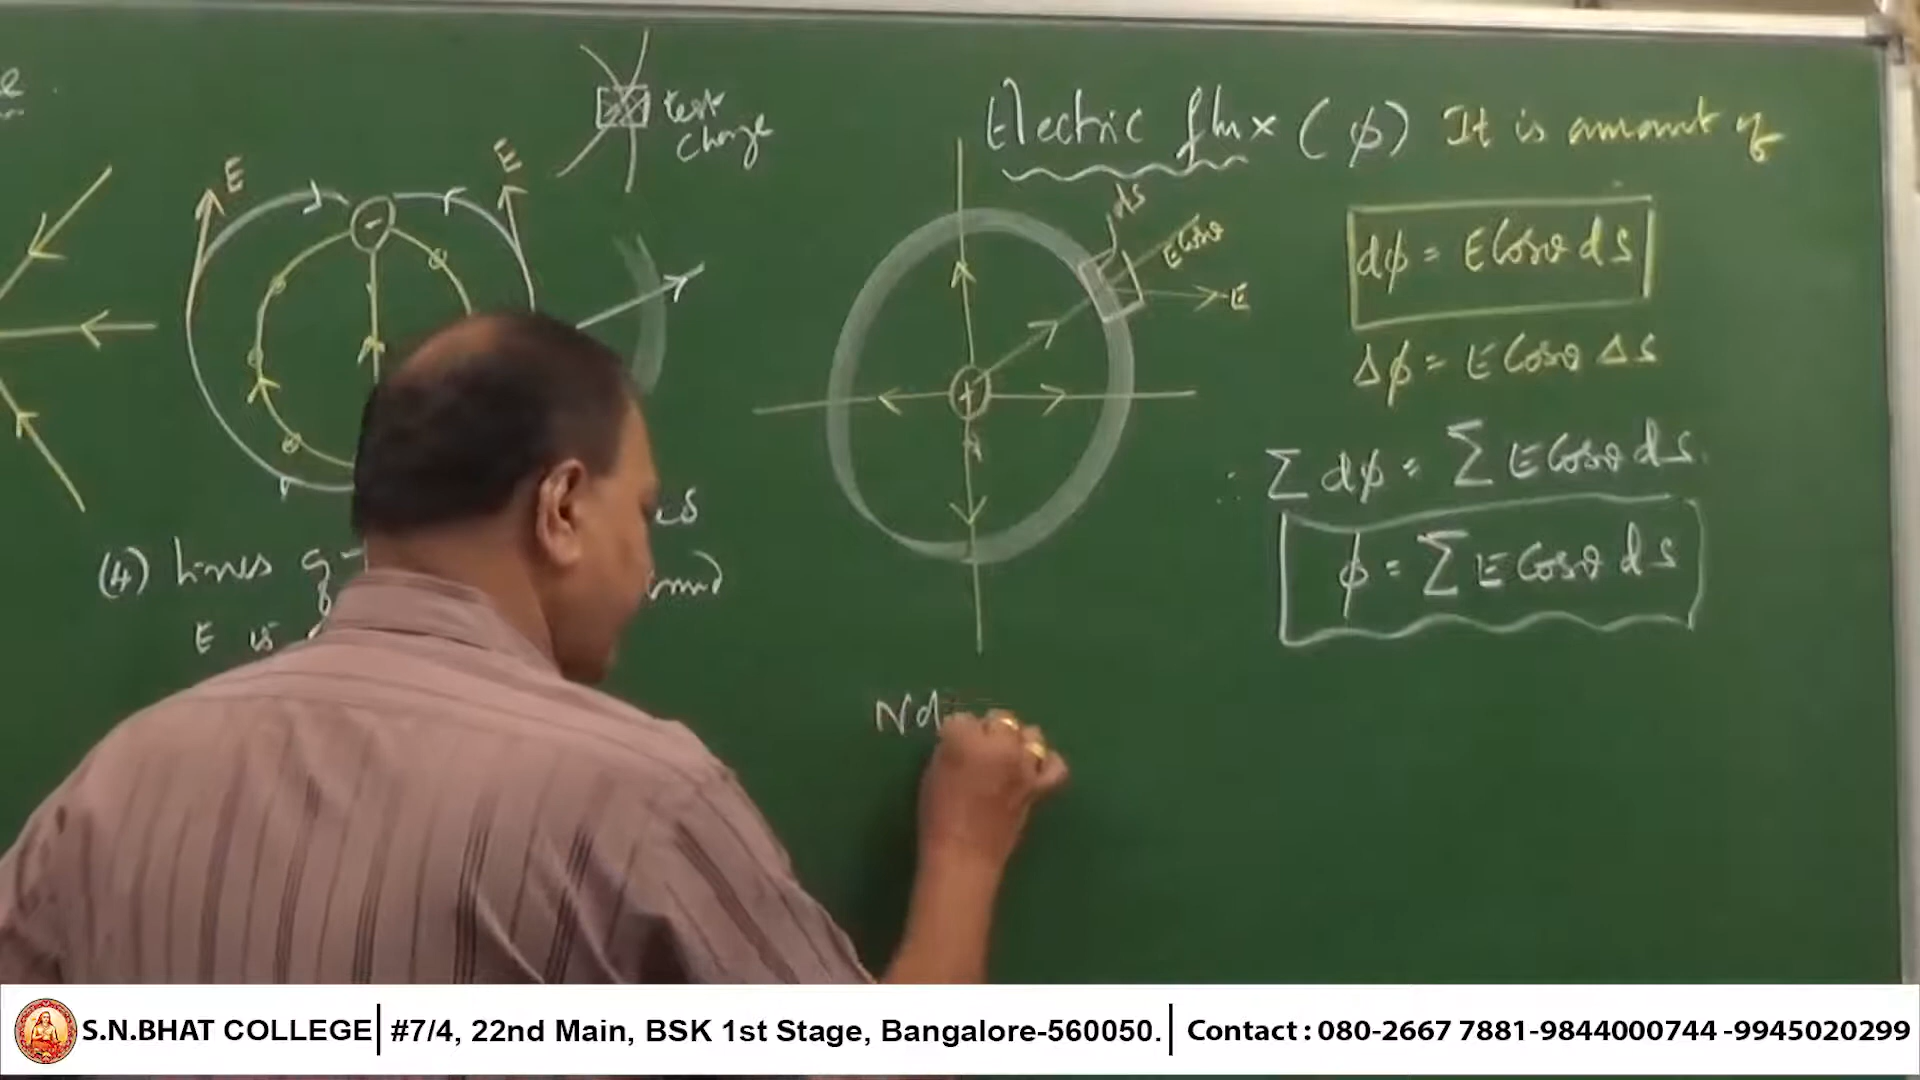 test
charge
E
E
(4) lines
E is
Electric flux (ϕ) It is amount of
ds
E Cosθ
E
dϕ = E Cosθ ds
Δϕ = E Cosθ Δs
∴ Σ dϕ = Σ E Cosθ ds.
ϕ = Σ E Cosθ ds
Nd
S.N.BHAT COLLEGE | #7/4, 22nd Main, BSK 1st Stage, Bangalore-560050. | Contact : 080-2667 7881-9844000744 -9945020299